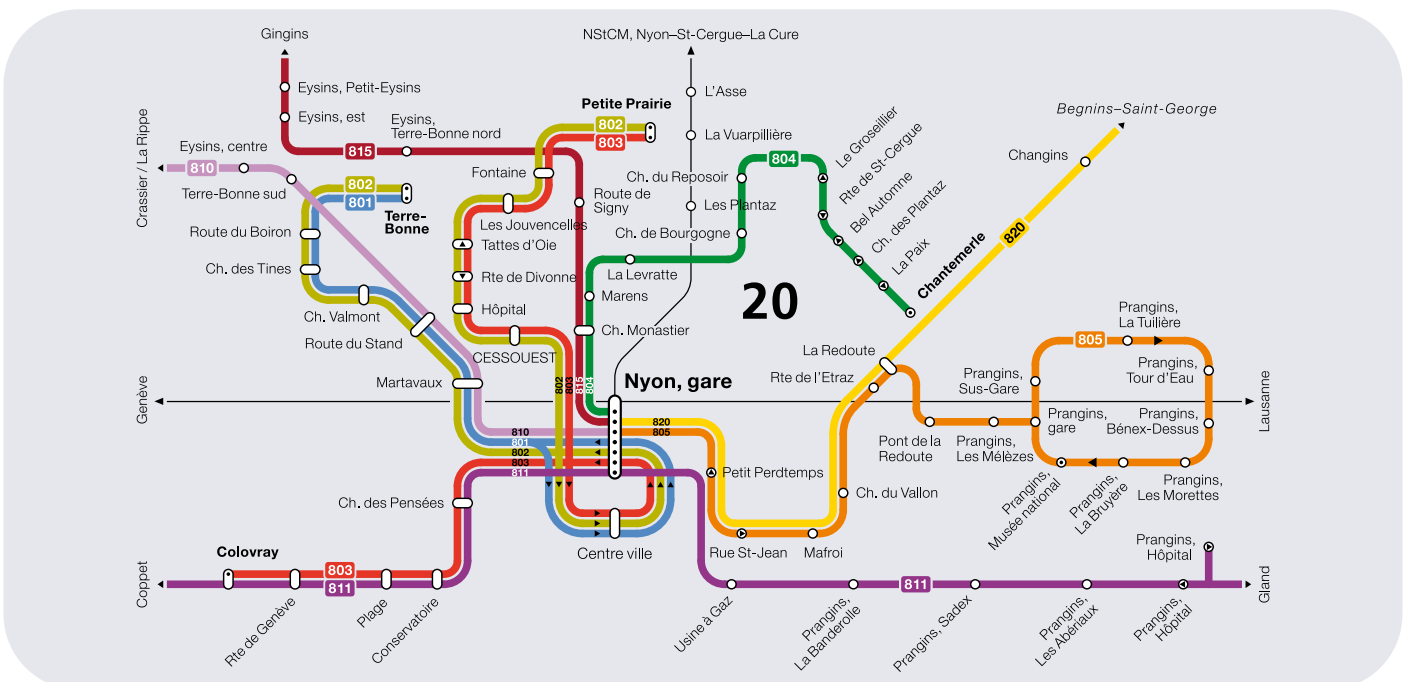 Gingins
NStCM, Nyon–St-Cergue–La Cure
Eysins, Petit-Eysins
Eysins, est
Eysins,
Terre-Bonne nord
815
Petite Prairie
802
803
L'Asse
La Vuarpillière
Begnins–Saint-George
Changins
Crassier / La Rippe
Eysins, centre
810
Terre-Bonne sud
802
801
Terre-
Bonne
Fontaine
Route de
Signy
804
Ch. du Reposoir
Le Groseillier
Rte de St-Cergue
Bel Automne
Ch. des Plantaz
La Paix
Les Plantaz
Ch. de Bourgogne
Chantemerle
820
Route du Boiron
Ch. des Tines
Les Jouvencelles
Tattes d'Oie
Rte de Divonne
Hôpital
La Levratte
Marens
20
Ch. Valmont
Route du Stand
CESSOUEST
Ch. Monastier
Prangins,
La Tuilière
805
La Redoute
Rte de l'Etraz
Prangins,
Sus-Gare
Prangins,
Tour d'Eau
Martavaux
802
803
815
804
Nyon, gare
Genève
Lausanne
Prangins,
gare
Prangins,
Bénex-Dessus
810
801
802
803
811
820
805
Pont de la
Redoute
Prangins,
Les Mélèzes
Petit Perdtemps
Ch. du Vallon
Prangins,
Musée national
Prangins,
La Bruyère
Prangins,
Les Morettes
Ch. des Pensées
Centre ville
Rue St-Jean
Mafroi
Prangins,
Hôpital
Colovray
803
811
Coppet
Rte de Genève
Plage
Conservatoire
Usine à Gaz
Prangins,
La Banderolle
811
Prangins, Sadex
Prangins,
Les Abériaux
Prangins,
Hôpital
Gland